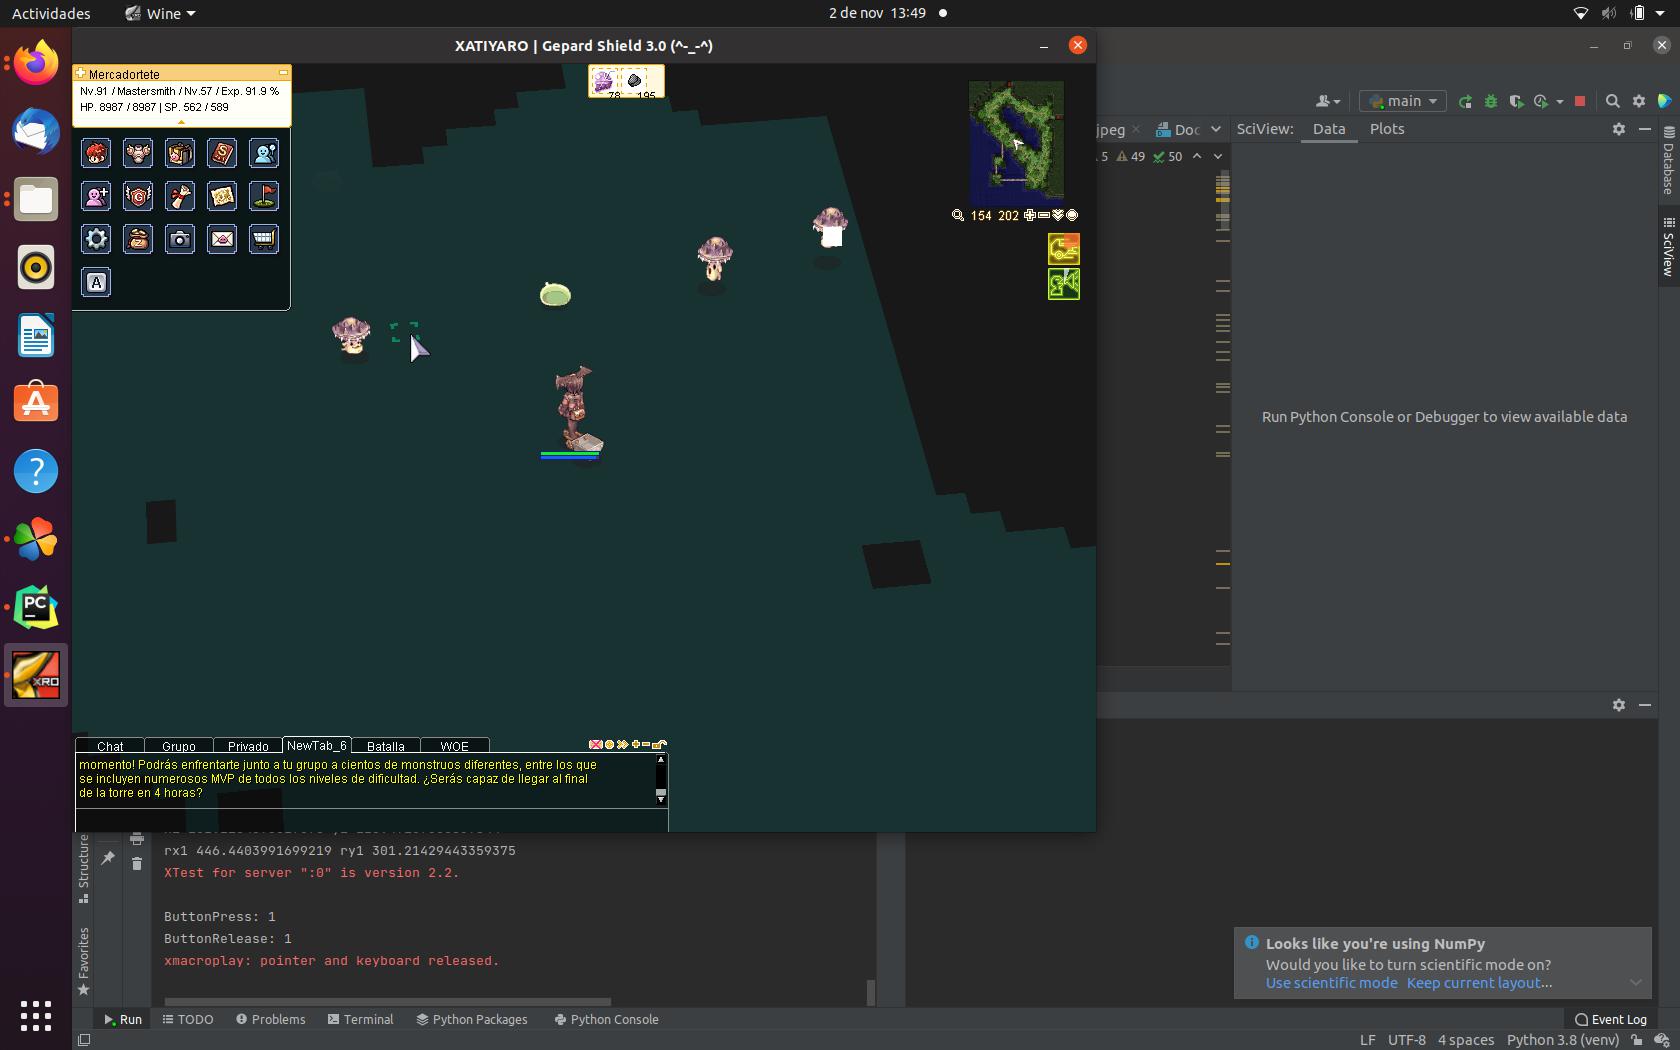 Actividades
Wine
2 de nov 13:49
XATIYARO | Gepard Shield 3.0 (^-_-^)
Mercadortete
Nv.91 / Mastersmith / Nv.57 / Exp. 91.9 %
HP. 8987 / 8987 | SP. 562 / 589
78 195
154 202
main
jpeg
Doc
SciView:
Data
Plots
5
49
50
Database
SciView
Run Python Console or Debugger to view available data
XRO
Chat
Grupo
Privado
NewTab_6
Batalla
WOE
momento! Podrás enfrentarte junto a tu grupo a cientos de monstruos diferentes, entre los que
se incluyen numerosos MVP de todos los niveles de dificultad. ¿Serás capaz de llegar al final
de la torre en 4 horas?
rx1 446.4403991699219 ry1 301.21429443359375
XTest for server ":0" is version 2.2.
ButtonPress: 1
ButtonRelease: 1
xmacroplay: pointer and keyboard released.
Structure
Favorites
Looks like you're using NumPy
Would you like to turn scientific mode on?
Use scientific mode Keep current layout...
Run
TODO
Problems
Terminal
Python Packages
Python Console
Event Log
LF
UTF-8
4 spaces
Python 3.8 (venv)